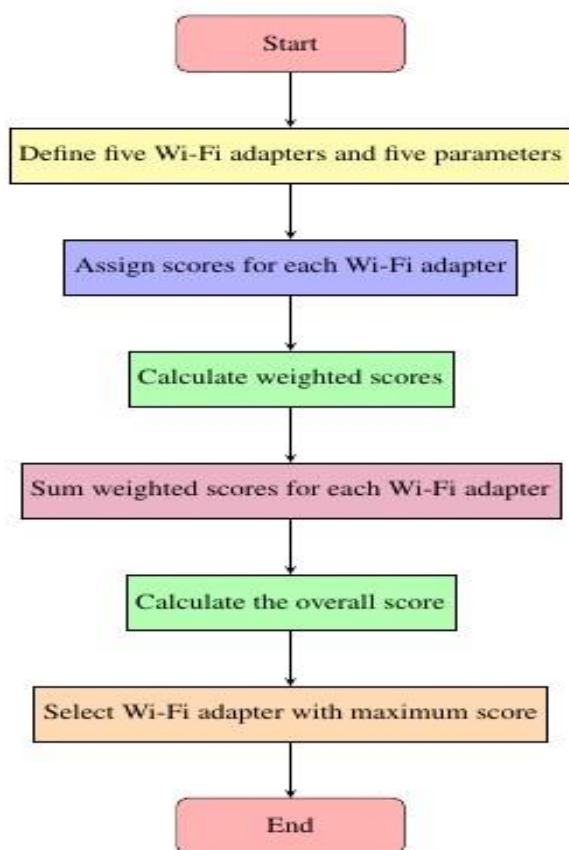 Start
Define five Wi-Fi adapters and five parameters
Assign scores for each Wi-Fi adapter
Calculate weighted scores
Sum weighted scores for each Wi-Fi adapter
Calculate the overall score
Select Wi-Fi adapter with maximum score
End